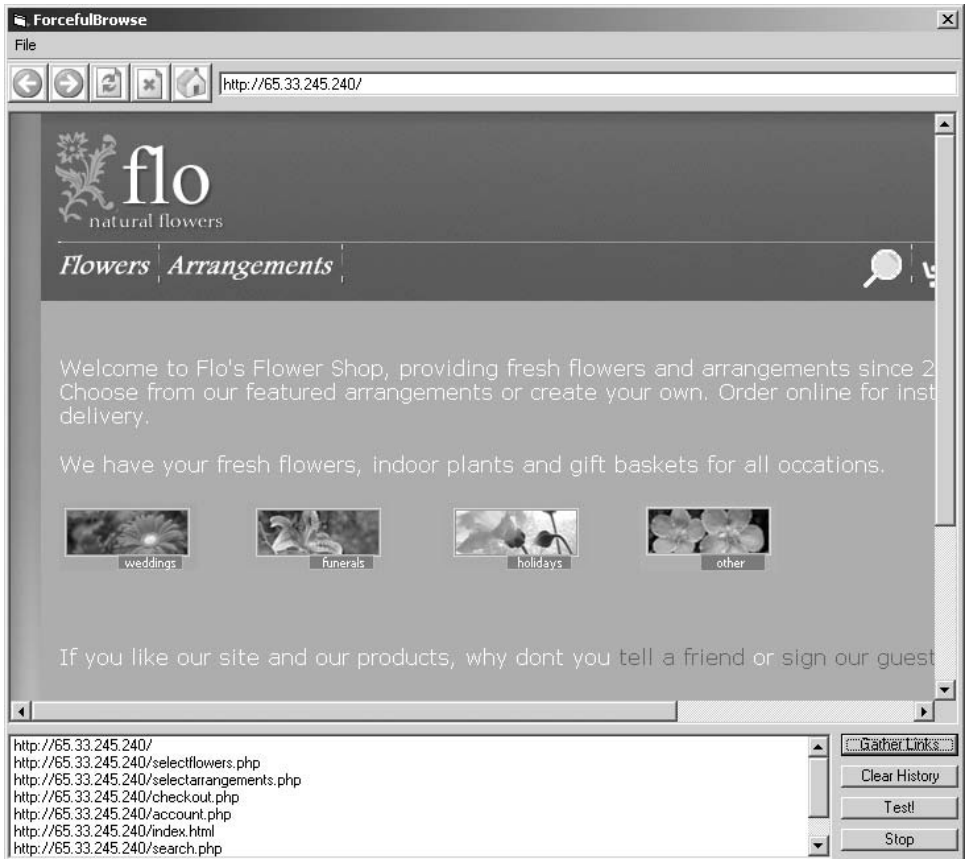 ForcefulBrowse
File
http://65.33.245.240/
flo
natural flowers
Flowers Arrangements
Welcome to Flo's Flower Shop, providing fresh flowers and arrangements since 2
Choose from our featured arrangements or create your own. Order online for inst
delivery.
We have your fresh flowers, indoor plants and gift baskets for all occations.
weddings funerals holidays other
If you like our site and our products, why dont you tell a friend or sign our guest
http://65.33.245.240/
http://65.33.245.240/selectflowers.php
http://65.33.245.240/selectarrangements.php
http://65.33.245.240/checkout.php
http://65.33.245.240/account.php
http://65.33.245.240/index.html
http://65.33.245.240/search.php
Gather Links
Clear History
Test!
Stop